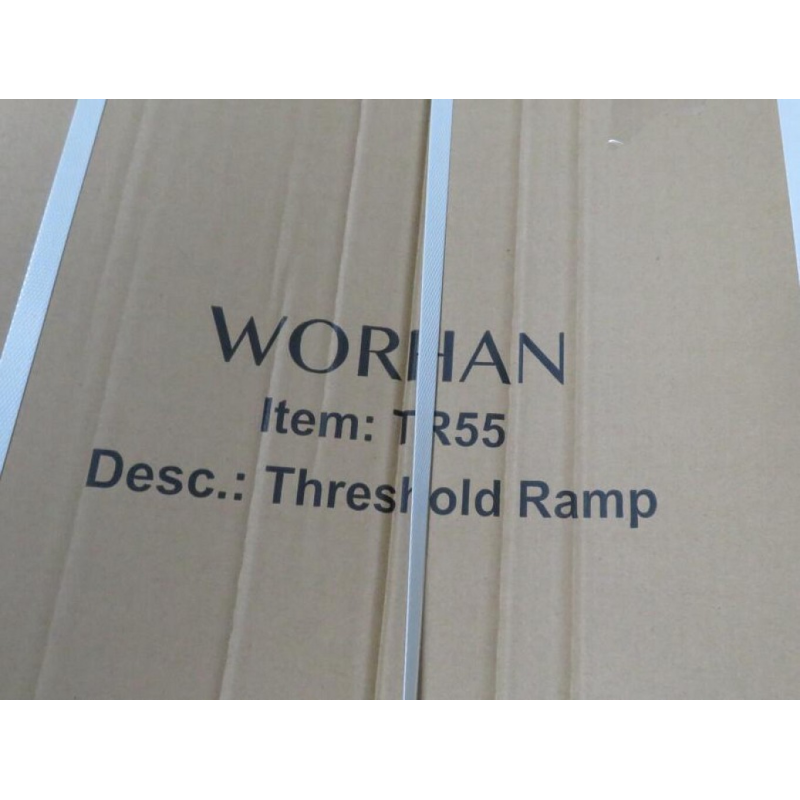 WORHAN
Item: TR55
Desc.: Threshold Ramp